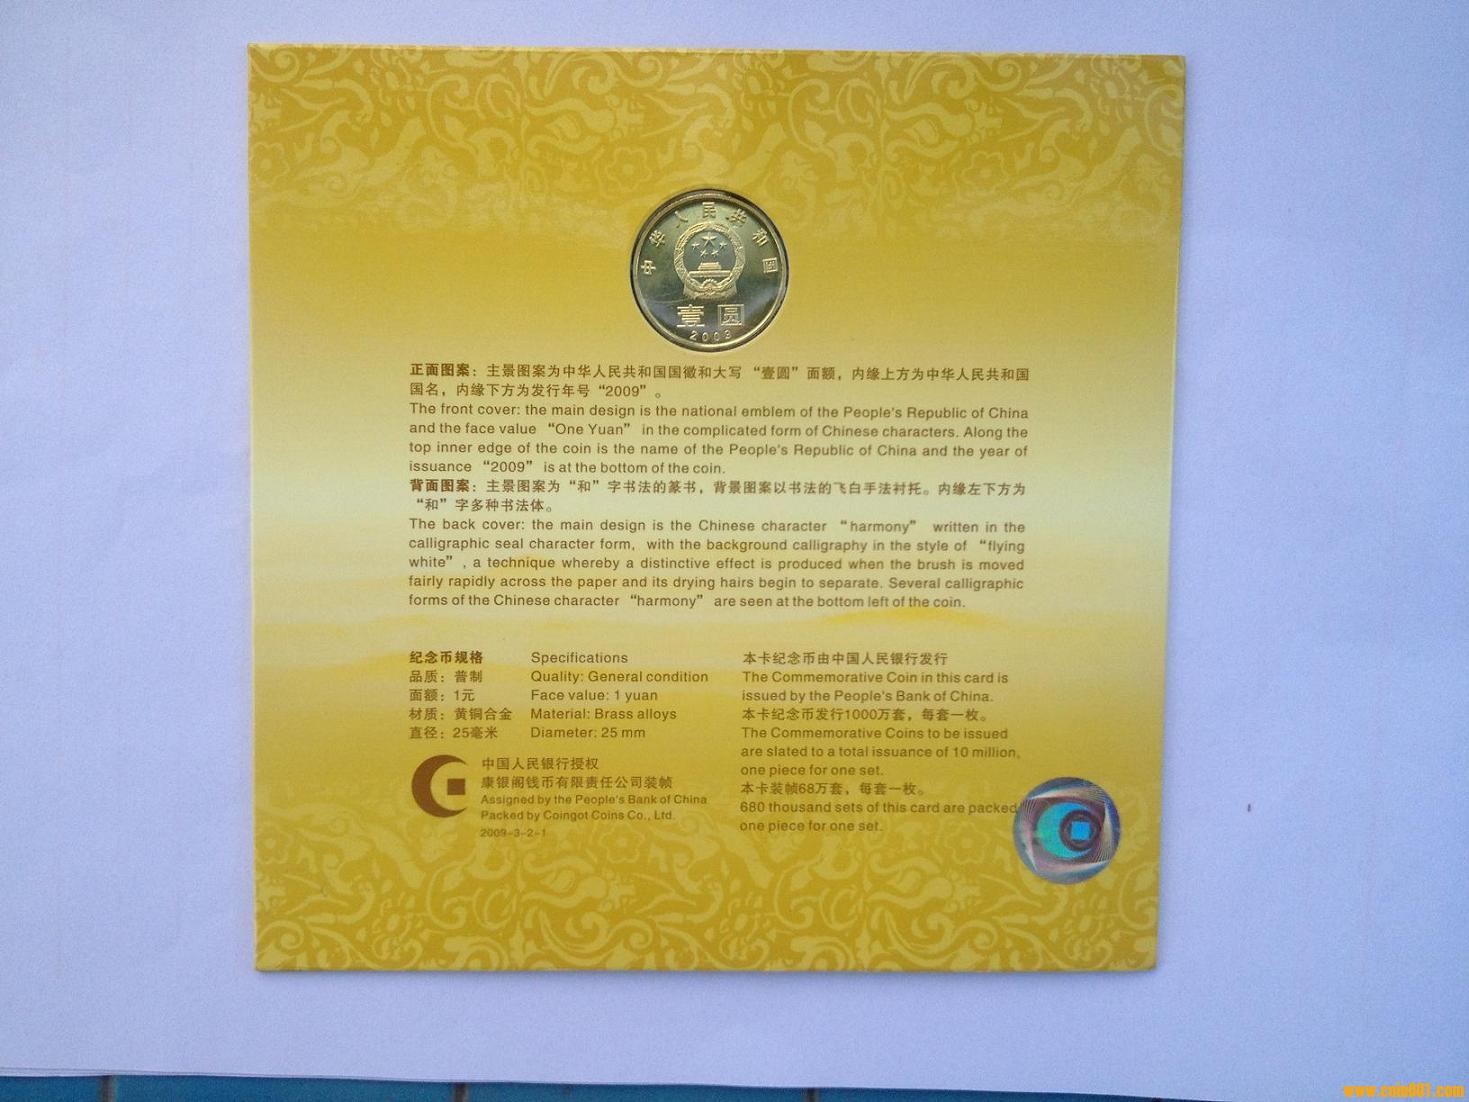 中华人民共和国
壹圆
2009
正面图案：主景图案为中华人民共和国国徽和大写“壹圆”面额，内缘上方为中华人民共和国
国名，内缘下方为发行年号“2009”。
The front cover: the main design is the national emblem of the People's Republic of China
and the face value “One Yuan” in the complicated form of Chinese characters. Along the
top inner edge of the coin is the name of the People's Republic of China and the year of
issuance “2009” is at the bottom of the coin.
背面图案：主景图案为“和”字书法的篆书，背景图案以书法的飞白手法衬托。内缘左下方为
“和”字多种书法体。
The back cover: the main design is the Chinese character “harmony” written in the
calligraphic seal character form, with the background calligraphy in the style of “flying
white”, a technique whereby a distinctive effect is produced when the brush is moved
fairly rapidly across the paper and its drying hairs begin to separate. Several calligraphic
forms of the Chinese character “harmony” are seen at the bottom left of the coin.
纪念币规格 Specifications
品质：普制 Quality: General condition
面额：1元 Face value: 1 yuan
材质：黄铜合金 Material: Brass alloys
直径：25毫米 Diameter: 25 mm
中国人民银行授权
康银阁钱币有限责任公司装帧
Assigned by the People's Bank of China
Packed by Coingot Coins Co., Ltd.
2009-3-2-1
本卡纪念币由中国人民银行发行
The Commemorative Coin in this card is
issued by the People's Bank of China.
本卡纪念币发行1000万套，每套一枚。
The Commemorative Coins to be issued
are slated to a total issuance of 10 million,
one piece for one set.
本卡装帧68万套，每套一枚。
680 thousand sets of this card are packed
one piece for one set.
www.coin001.com